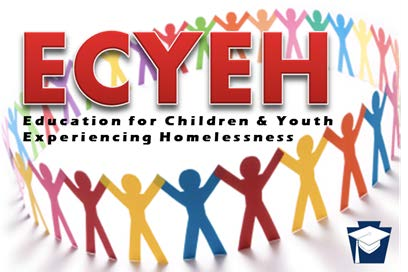 ECYEH
Education for Children & Youth
Experiencing Homelessness